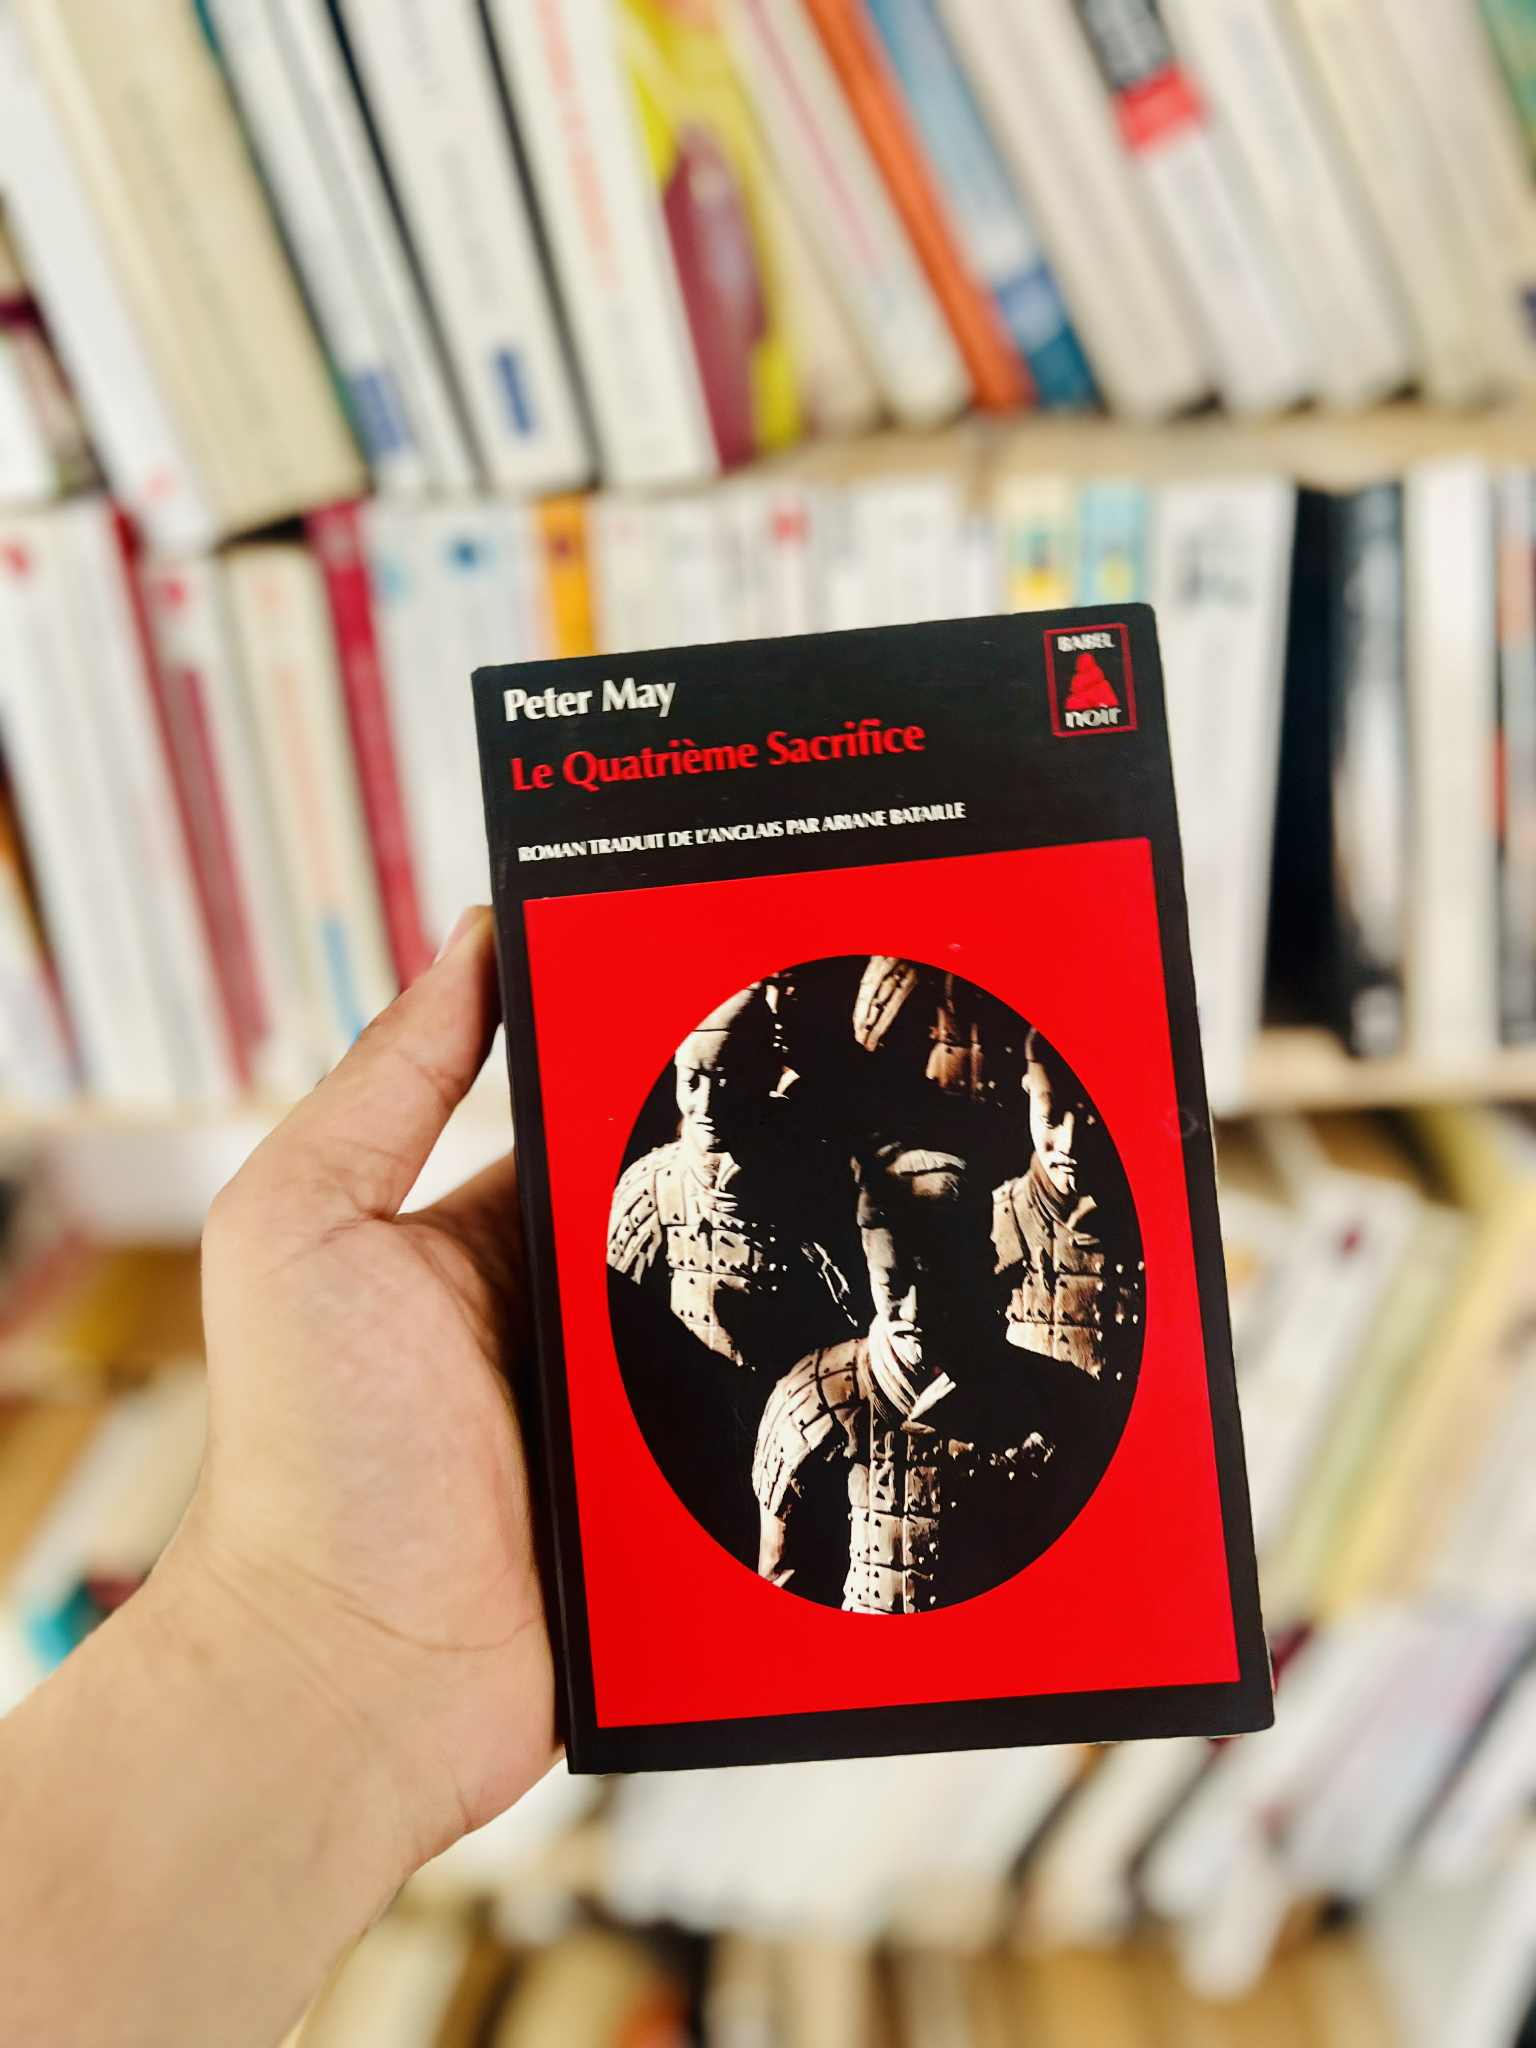 Peter May
Le Quatrième Sacrifice
ROMAN TRADUIT DE L'ANGLAIS PAR ARIANE BATAILLE
BABEL
noir